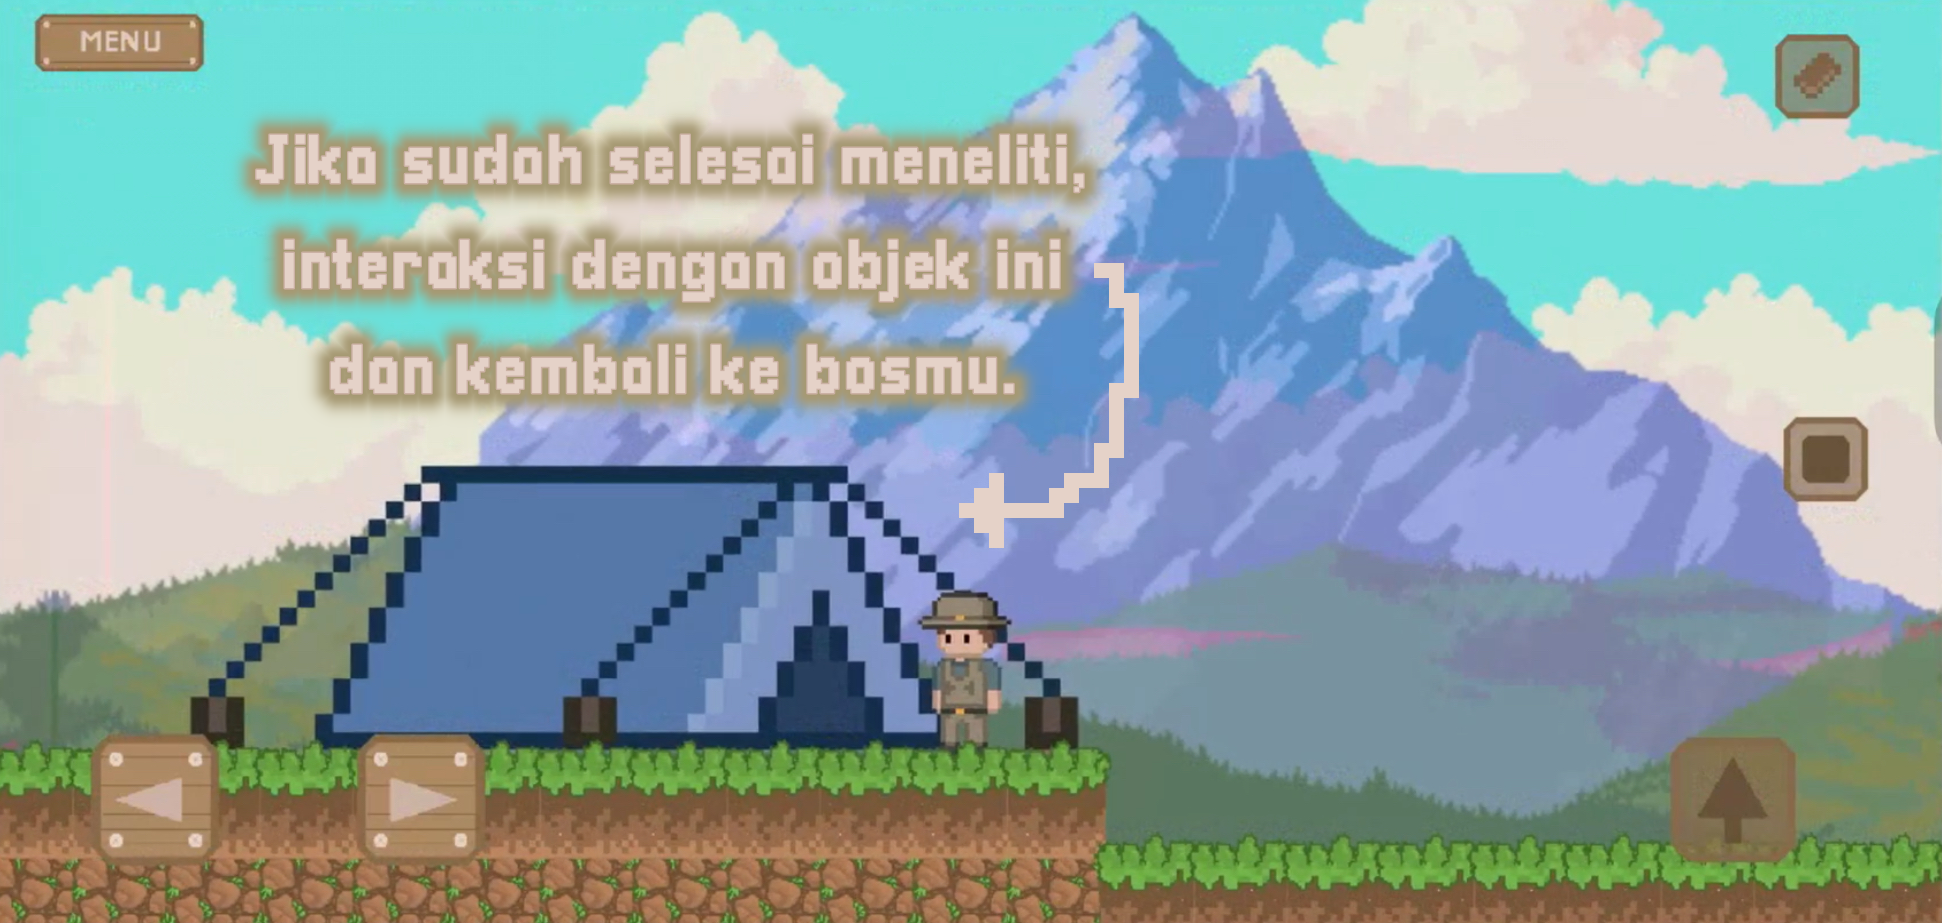 MENU
Jika sudah selesai meneliti,
interaksi dengan objek ini
dan kembali ke bosmu.